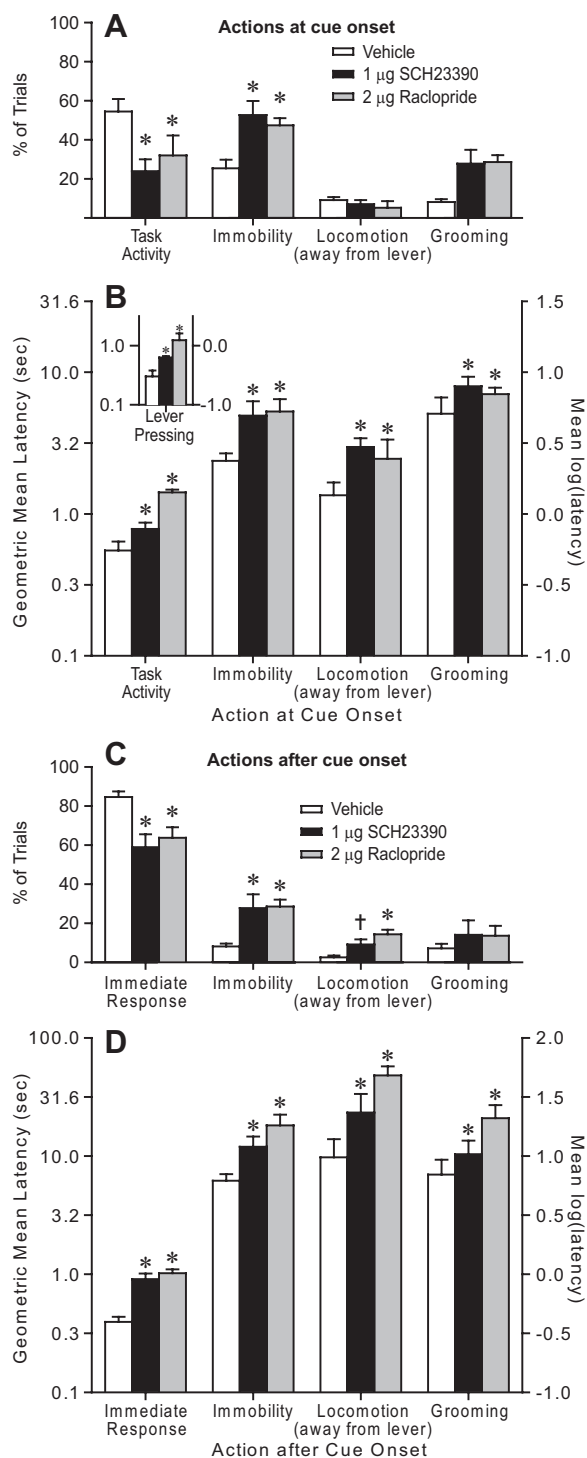 A
Actions at cue onset
% of Trials
100
80
60
40
20
Vehicle
1 µg SCH23390
2 µg Raclopride
*
*
*
*
Task Immobility Locomotion Grooming
Activity (away from lever)
B
Geometric Mean Latency (sec)
31.6
10.0
3.2
1.0
0.3
0.1
1.5
1.0
0.5
0.0
-0.5
-1.0
Mean log(latency)
1.0 0.0
0.1 -1.0
*
*
Lever
Pressing
*
*
*
*
*
*
*
*
Task Immobility Locomotion Grooming
Activity (away from lever)
Action at Cue Onset
C
Actions after cue onset
% of Trials
100
80
60
40
20
0
Vehicle
1 µg SCH23390
2 µg Raclopride
*
*
*
*
†
*
Immediate Immobility Locomotion Grooming
Response (away from lever)
D
Geometric Mean Latency (sec)
100.0
31.6
10.0
3.2
1.0
0.3
0.1
2.0
1.5
1.0
0.5
0.0
-0.5
-1.0
Mean log(latency)
*
*
*
*
*
*
*
*
Immediate Immobility Locomotion Grooming
Response (away from lever)
Action after Cue Onset